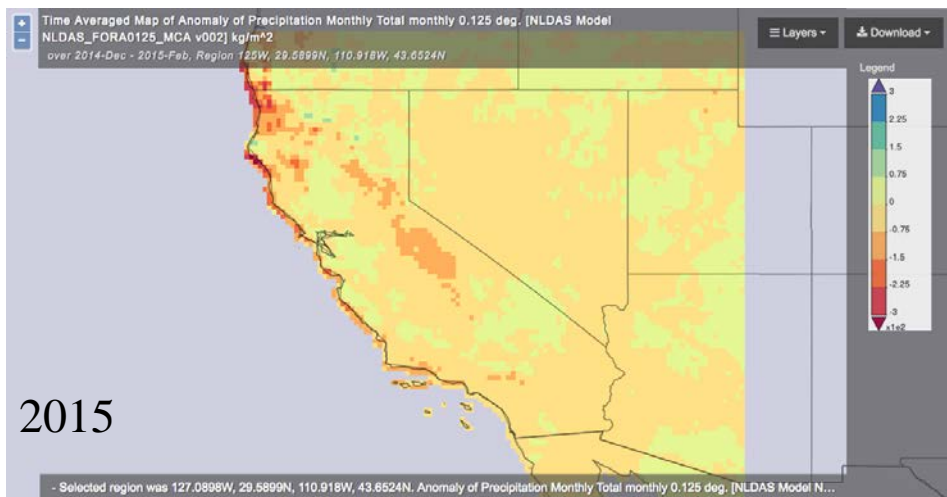 +
−
Time Averaged Map of Anomaly of Precipitation Monthly Total monthly 0.125 deg. [NLDAS Model
NLDAS_FORA0125_MCA v002] kg/m^2
over 2014-Dec - 2015-Feb, Region 125W, 29.5899N, 110.918W, 43.6524N
Layers
Download
Legend
3
2.25
1.5
0.75
0
-0.75
-1.5
-2.25
-3
x1e2
2015
- Selected region was 127.0898W, 29.5899N, 110.918W, 43.6524N. Anomaly of Precipitation Monthly Total monthly 0.125 deg. [NLDAS Model N...